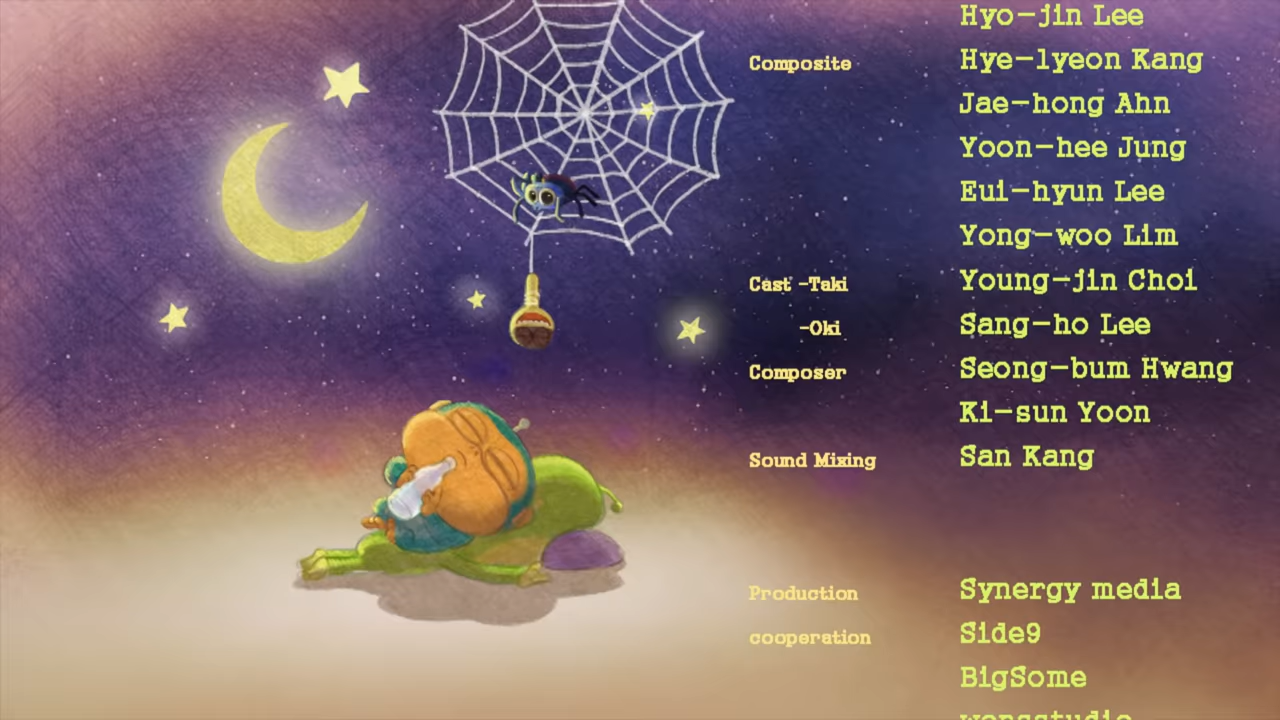 Hyo-jin Lee
Composite Hye-lyeon Kang
Jae-hong Ahn
Yoon-hee Jung
Eui-hyun Lee
Yong-woo Lim
Cast -Taki Young-jin Choi
-Oki Sang-ho Lee
Composer Seong-bum Hwang
Ki-sun Yoon
Sound Mixing San Kang
Production Synergy media
cooperation Side9
BigSome